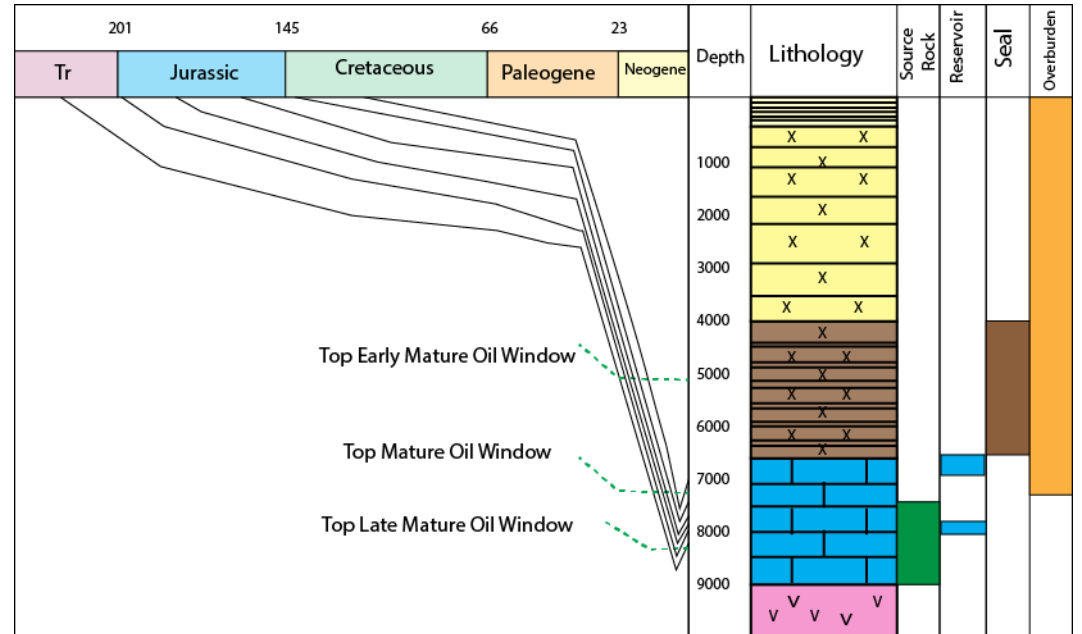 201 145 66 23
Tr Jurassic Cretaceous Paleogene Neogene
Depth Lithology Source Rock Reservoir Seal Overburden
X X
1000 X
X X
2000 X
X X
3000 X
X X
4000 X
Top Early Mature Oil Window X X
5000 X
X X
X
6000 X X
Top Mature Oil Window X
7000
Top Late Mature Oil Window 8000
9000
V V
V V V